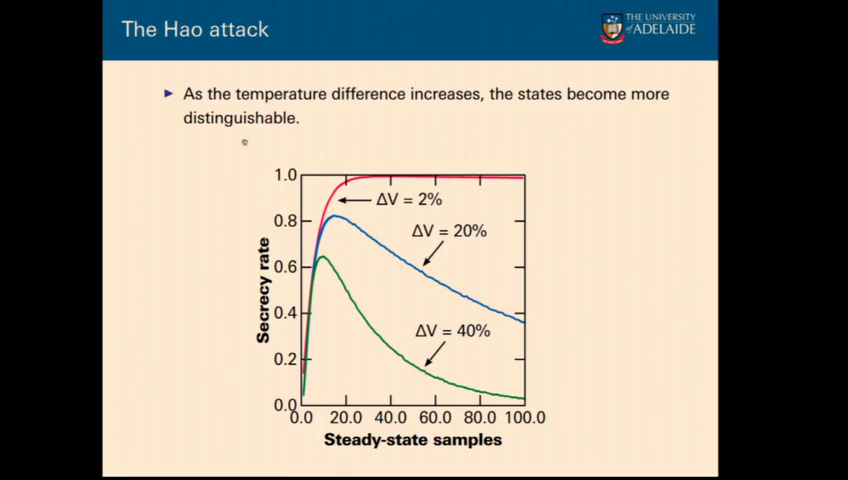 The Hao attack
THE UNIVERSITY
of ADELAIDE
As the temperature difference increases, the states become more
distinguishable.
1.0
0.8
0.6
0.4
0.2
0.0
Secrecy rate
ΔV = 2%
ΔV = 20%
ΔV = 40%
0.0 20.0 40.0 60.0 80.0 100.0
Steady-state samples